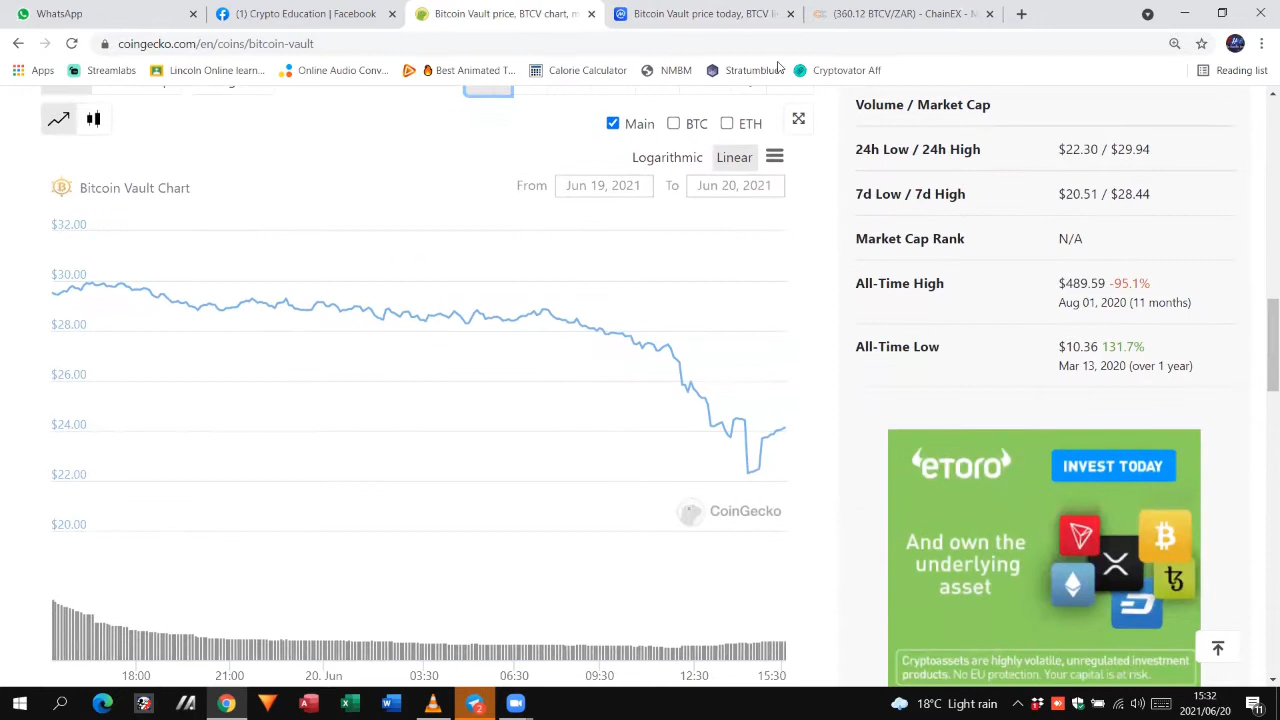 WhatsApp
(1) Crypto Education | Facebook
Bitcoin Vault price, BTCV chart, m
Bitcoin Vault price today, BTCV li
(360.12 BTCV/ZAR) - ChainEX - M
coingecko.com/en/coins/bitcoin-vault
Apps
Streamlabs
Lincoln Online learn...
Online Audio Conv...
Best Animated T...
Calorie Calculator
NMBM
Stratumblu
Cryptovator Aff
Reading list
Main
BTC
ETH
Logarithmic
Linear
Bitcoin Vault Chart
From
Jun 19, 2021
To
Jun 20, 2021
$32.00
$30.00
$28.00
$26.00
$24.00
$22.00
$20.00
CoinGecko
18:00
21:00
20. Jun
03:30
06:30
09:30
12:30
15:30
Volume / Market Cap
24h Low / 24h High
$22.30 / $29.94
7d Low / 7d High
$20.51 / $28.44
Market Cap Rank
N/A
All-Time High
$489.59 -95.1%
Aug 01, 2020 (11 months)
All-Time Low
$10.36 131.7%
Mar 13, 2020 (over 1 year)
eToro
INVEST TODAY
And own the
underlying
asset
Cryptoassets are highly volatile, unregulated investment
products. No EU protection. Your capital is at risk.
18°C Light rain
15:32
2021/06/20
11